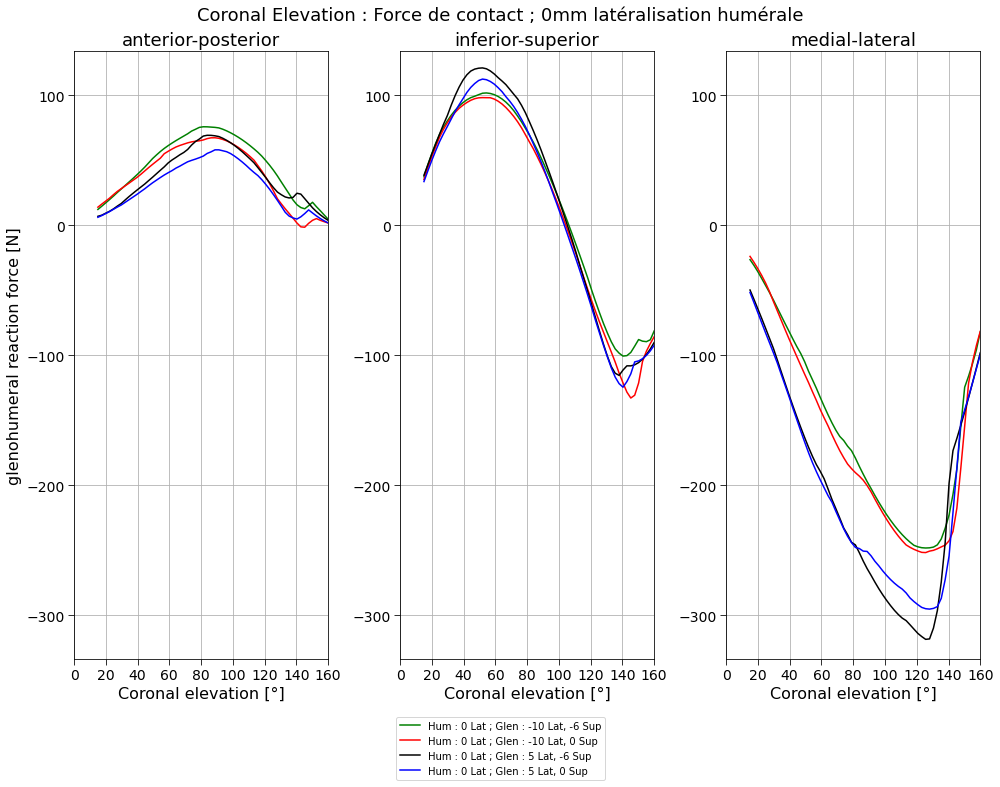 Coronal Elevation : Force de contact ; 0mm latéralisation humérale
anterior-posterior
inferior-superior
medial-lateral
glenohumeral reaction force [N]
100
0
−100
−200
−300
0 20 40 60 80 100 120 140 160
Coronal elevation [°]
100
0
−100
−200
−300
0 20 40 60 80 100 120 140 160
Coronal elevation [°]
100
0
−100
−200
−300
0 20 40 60 80 100 120 140 160
Coronal elevation [°]
Hum : 0 Lat ; Glen : -10 Lat, -6 Sup
Hum : 0 Lat ; Glen : -10 Lat, 0 Sup
Hum : 0 Lat ; Glen : 5 Lat, -6 Sup
Hum : 0 Lat ; Glen : 5 Lat, 0 Sup